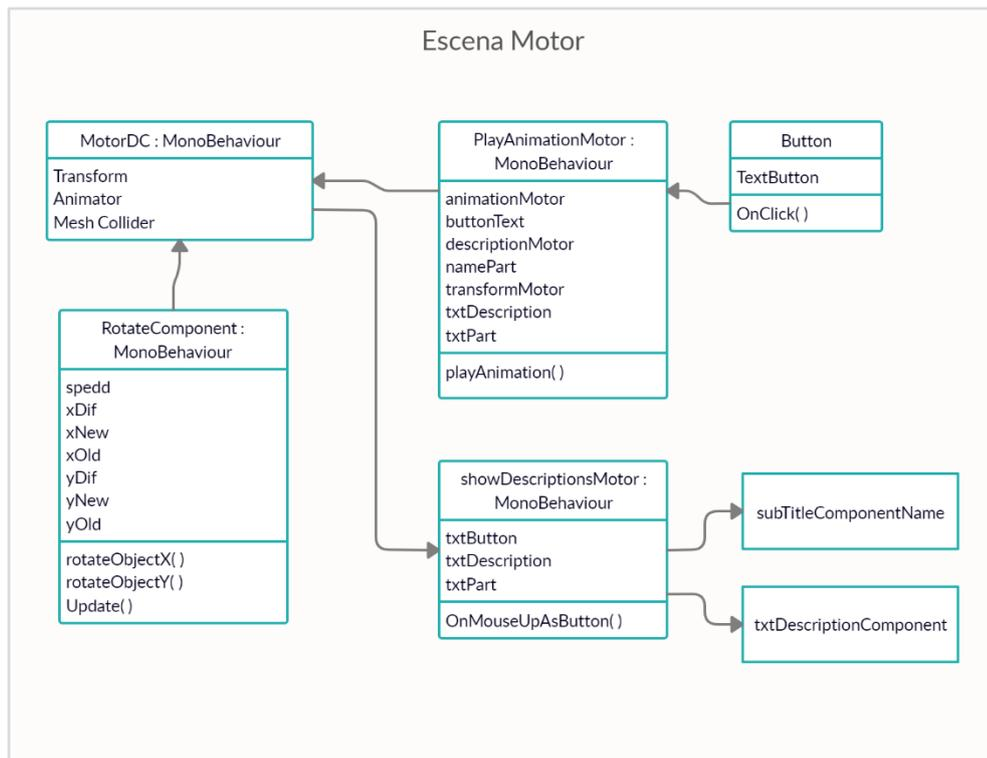 Escena Motor
MotorDC : MonoBehaviour
Transform
Animator
Mesh Collider
PlayAnimationMotor :
MonoBehaviour
animationMotor
buttonText
descriptionMotor
namePart
transformMotor
txtDescription
txtPart
playAnimation( )
Button
TextButton
OnClick( )
RotateComponent :
MonoBehaviour
spedd
xDif
xNew
xOld
yDif
yNew
yOld
rotateObjectX( )
rotateObjectY( )
Update( )
showDescriptionsMotor :
MonoBehaviour
txtButton
txtDescription
txtPart
OnMouseUpAsButton( )
subTitleComponentName
txtDescriptionComponent